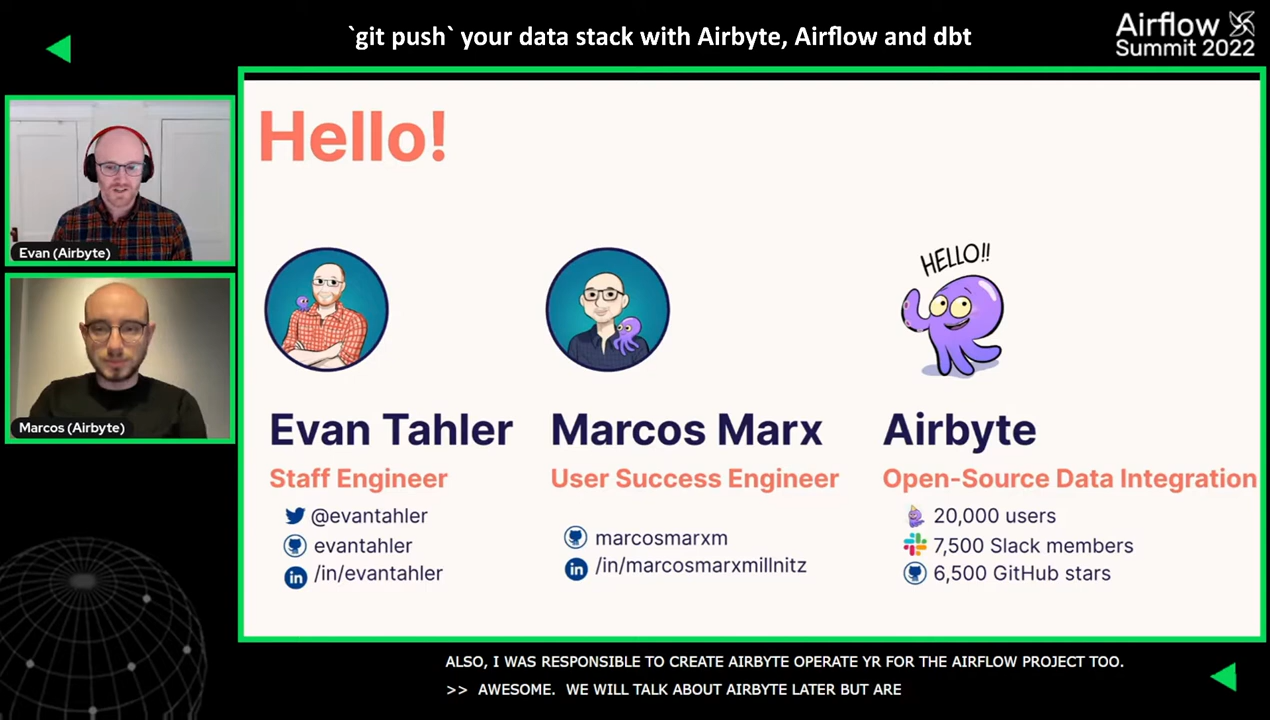 `git push` your data stack with Airbyte, Airflow and dbt
Airflow
Summit 2022
Evan (Airbyte)
Marcos (Airbyte)
Hello!
HELLO!!
Evan Tahler
Staff Engineer
@evantahler
evantahler
/in/evantahler
Marcos Marx
User Success Engineer
marcosmarxm
/in/marcosmarxmillnitz
Airbyte
Open-Source Data Integration
20,000 users
7,500 Slack members
6,500 GitHub stars
ALSO, I WAS RESPONSIBLE TO CREATE AIRBYTE OPERATE YR FOR THE AIRFLOW PROJECT TOO.
>> AWESOME. WE WILL TALK ABOUT AIRBYTE LATER BUT ARE